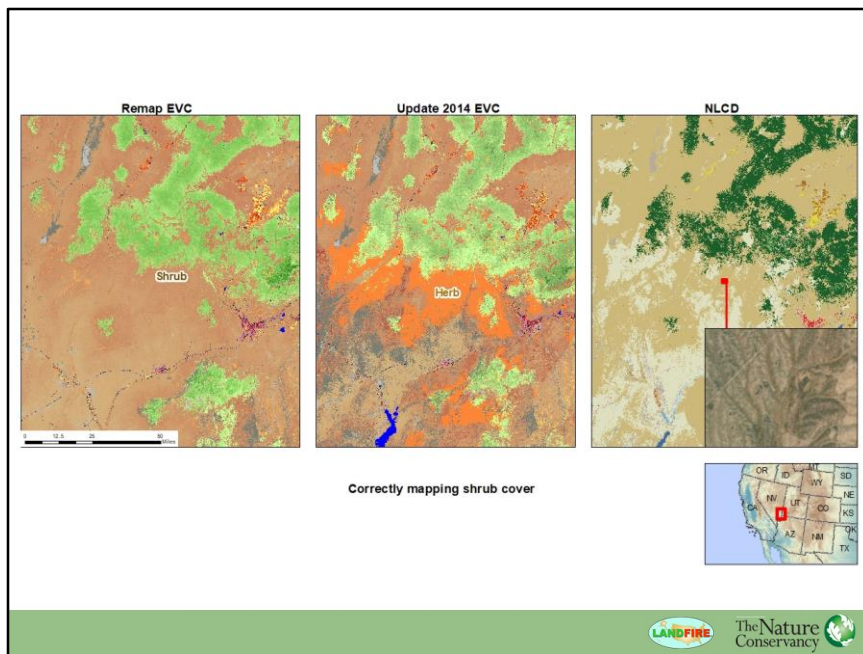 Remap EVC
Update 2014 EVC
NLCD
Shrub
Herb
0 12.5 25 50
Miles
Correctly mapping shrub cover
OR
ID
MT
SD
WY
NE
NV
UT
CA
CO
KS
OK
AZ
NM
TX
LANDFIRE
The Nature
Conservancy